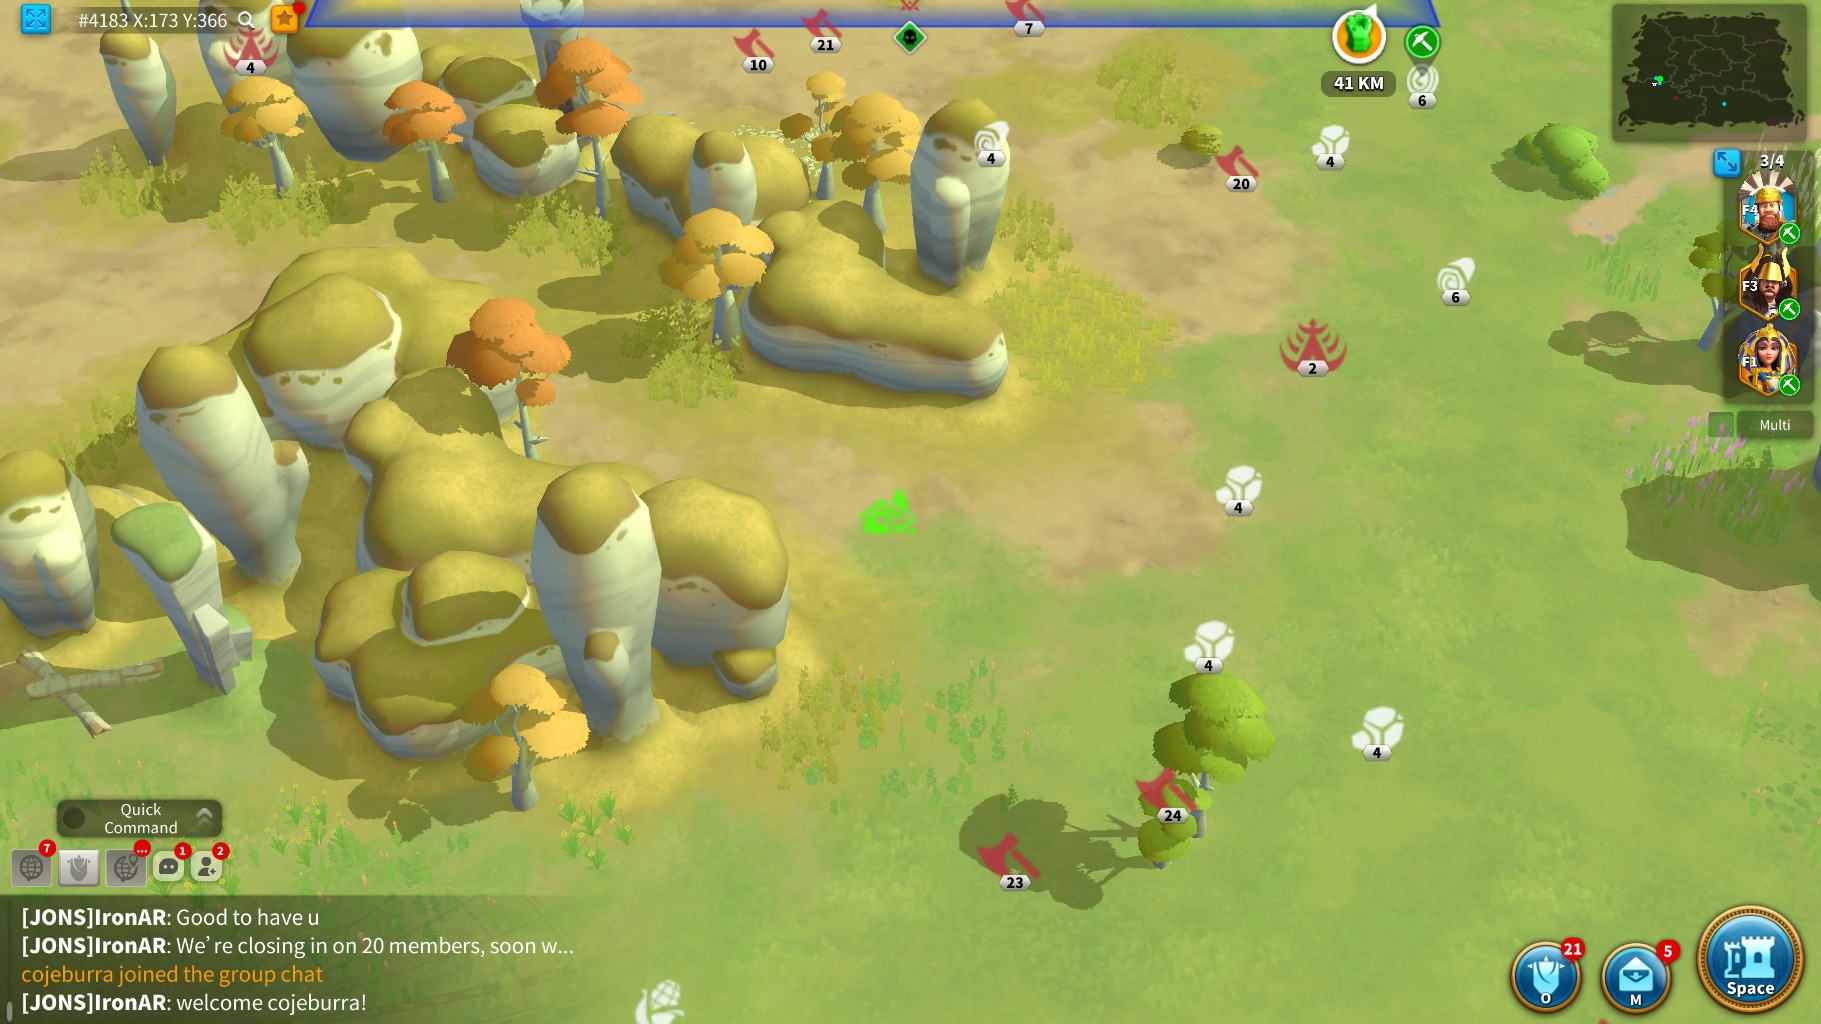 #4183 X:173 Y:366
4
10
21
7
41 KM
6
4
4
20
3/4
F4
6
F3
2
F1
Multi
4
4
4
24
23
Quick
Command
7
...
1
2
[JONS]IronAR: Good to have u
[JONS]IronAR: We're closing in on 20 members, soon w...
cojeburra joined the group chat
[JONS]IronAR: welcome cojeburra!
21
O
5
M
Space